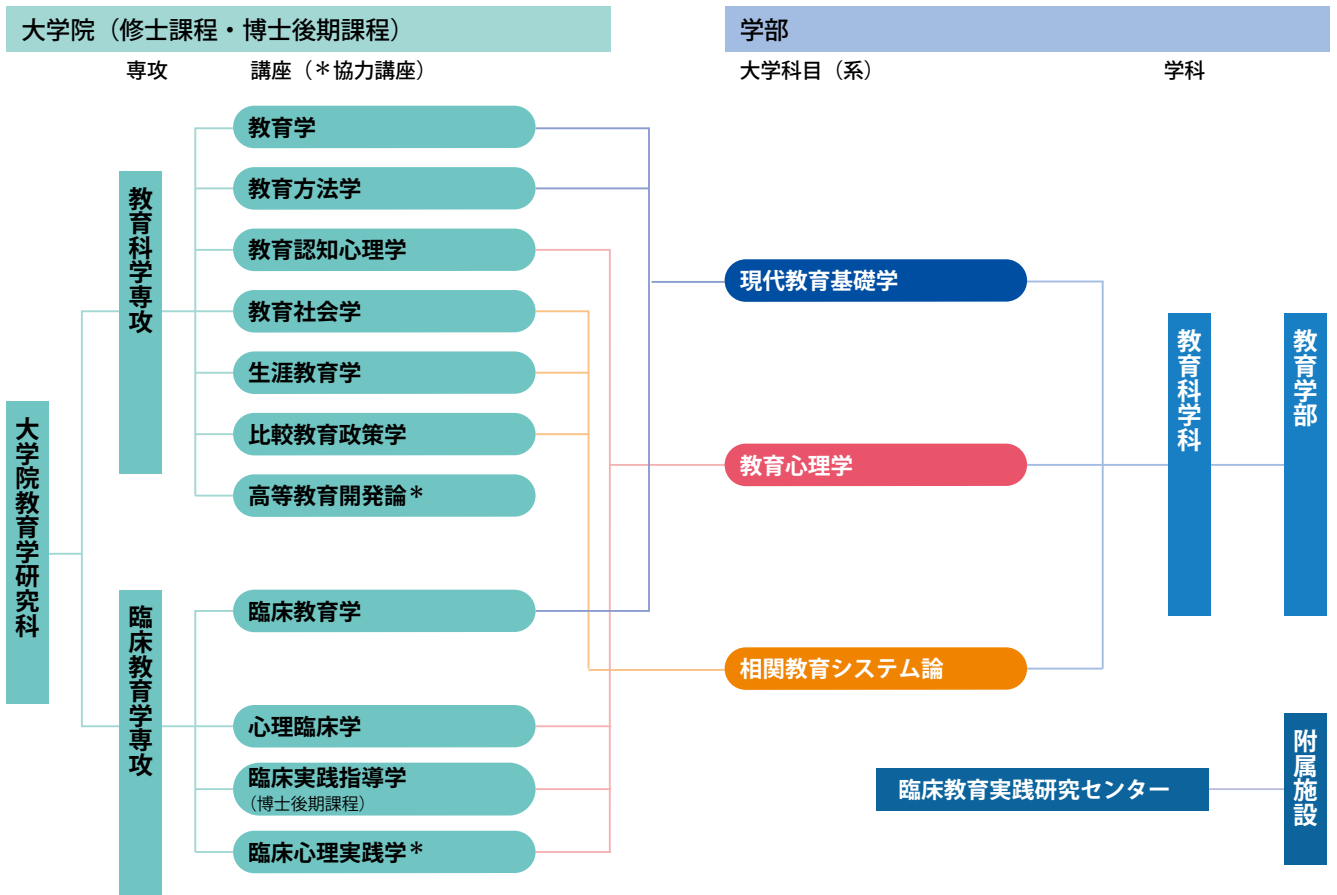 大学院（修士課程・博士後期課程）
学部
専攻
講座（＊協力講座）
大学科目（系）
学科
大学院教育学研究科
教育科学専攻
教育学
教育方法学
教育認知心理学
教育社会学
生涯教育学
比較教育政策学
高等教育開発論＊
臨床教育学専攻
臨床教育学
心理臨床学
臨床実践指導学
（博士後期課程）
臨床心理実践学＊
現代教育基礎学
教育心理学
相関教育システム論
教育科学科
教育学部
臨床教育実践研究センター
附属施設